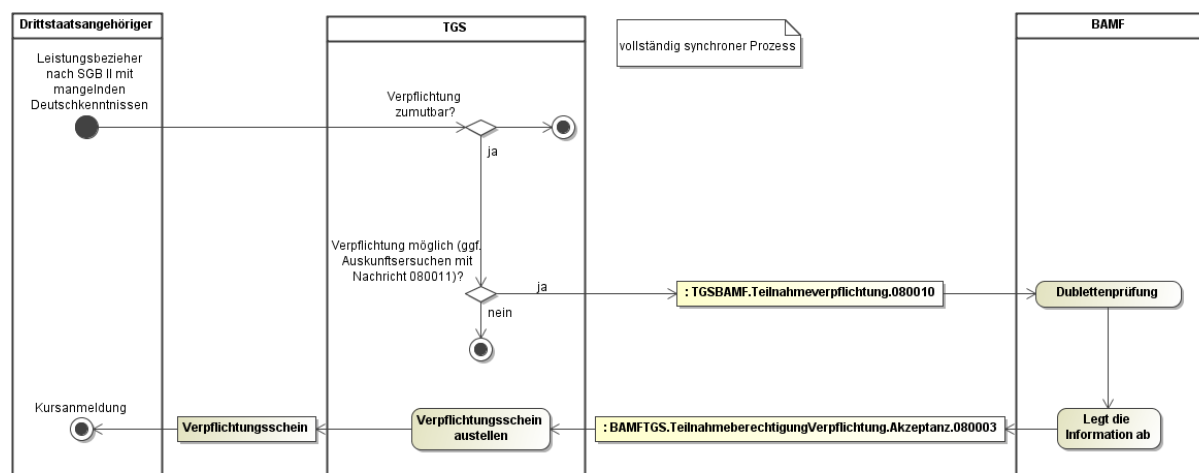 Drittstaatsangehöriger
TGS
BAMF
vollständig synchroner Prozess
Leistungsbezieher
nach SGB II mit
mangelnden
Deutschkenntnissen
Verpflichtung
zumutbar?
ja
Verpflichtung möglich (ggf.
Auskunftsersuchen mit
Nachricht 080011)?
ja
nein
: TGSBAMF.Teilnahmeverpflichtung.080010
Dublettenprüfung
Kursanmeldung
Verpflichtungsschein
Verpflichtungsschein
austellen
: BAMFTGS.TeilnahmeberechtigungVerpflichtung.Akzeptanz.080003
Legt die
Information ab